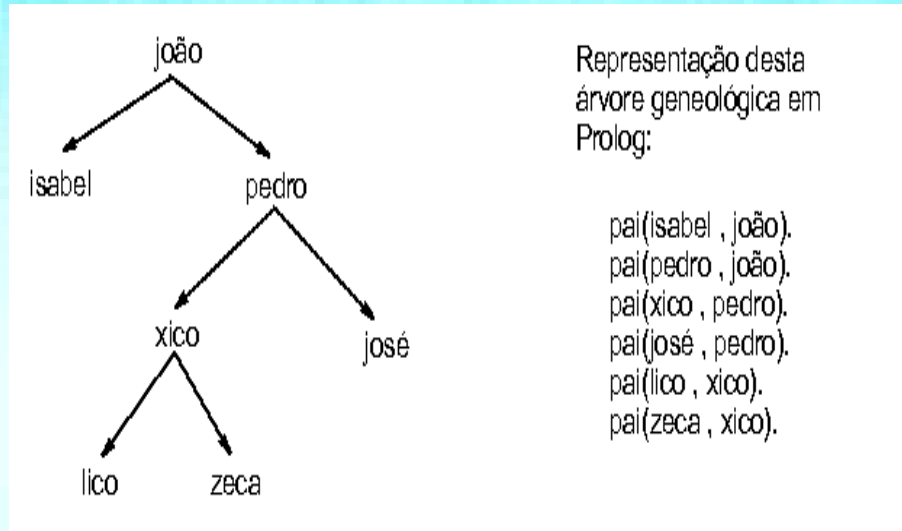 joão
isabel
pedro
xico
josé
lico
zeca
Representação desta
árvore geneológica em
Prolog:
pai(isabel , joão).
pai(pedro , joão).
pai(xico , pedro).
pai(josé , pedro).
pai(lico , xico).
pai(zeca , xico).